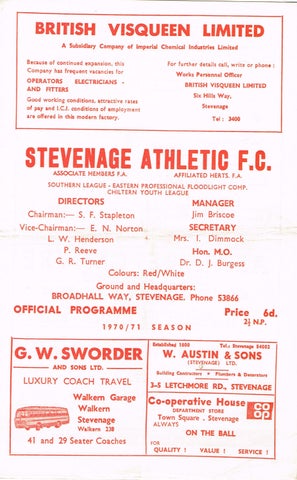 BRITISH VISQUEEN LIMITED
A Subsidiary Company of Imperial Chemical Industries Limited
Because of continued expansion, this
Company has frequent vacancies for
OPERATORS ELECTRICIANS -
AND FITTERS
Good working conditions, attractive rates
of pay and I.C.I. conditions of employment
are offered in this modern factory.
For further details call, write or phone:
Works Personnel Officer
BRITISH VISQUEEN LIMITED
Six Hills Way,
Stevenage
Tel: 3400
STEVENAGE ATHLETIC F.C.
ASSOCIATE MEMBERS F.A. AFFILIATED HERTS. F.A.
SOUTHERN LEAGUE - EASTERN PROFESSIONAL FLOODLIGHT COMP.
CHILTERN YOUTH LEAGUE
DIRECTORS
Chairman:— S. F. Stapleton
Vice-Chairman:— E. N. Norton
L. W. Henderson
P. Reeve
G. R. Turner
MANAGER
Jim Briscoe
SECRETARY
Mrs. I. Dimmock
Hon. M.O.
Dr. D. J. Burgess
Colours: Red/White
Ground and Headquarters:
BROADHALL WAY, STEVENAGE. Phone 53866
OFFICIAL PROGRAMME Price 6d.
2½ N.P.
1970/71 SEASON
G. W. SWORDER
AND SONS LTD.
LUXURY COACH TRAVEL
Walkern Garage
Walkern
Stevenage
Walkern 238
41 and 29 Seater Coaches
Established 1800 Tel.: Stevenage 54002
W. AUSTIN & SONS
(STEVENAGE) LTD.
Building Contractors • Plumbers & Decorators
3-5 LETCHMORE RD., STEVENAGE
Co-operative House
DEPARTMENT STORE
Town Square . Stevenage
CO
OP
ALWAYS
ON THE BALL
FOR
QUALITY! VALUE! SERVICE!